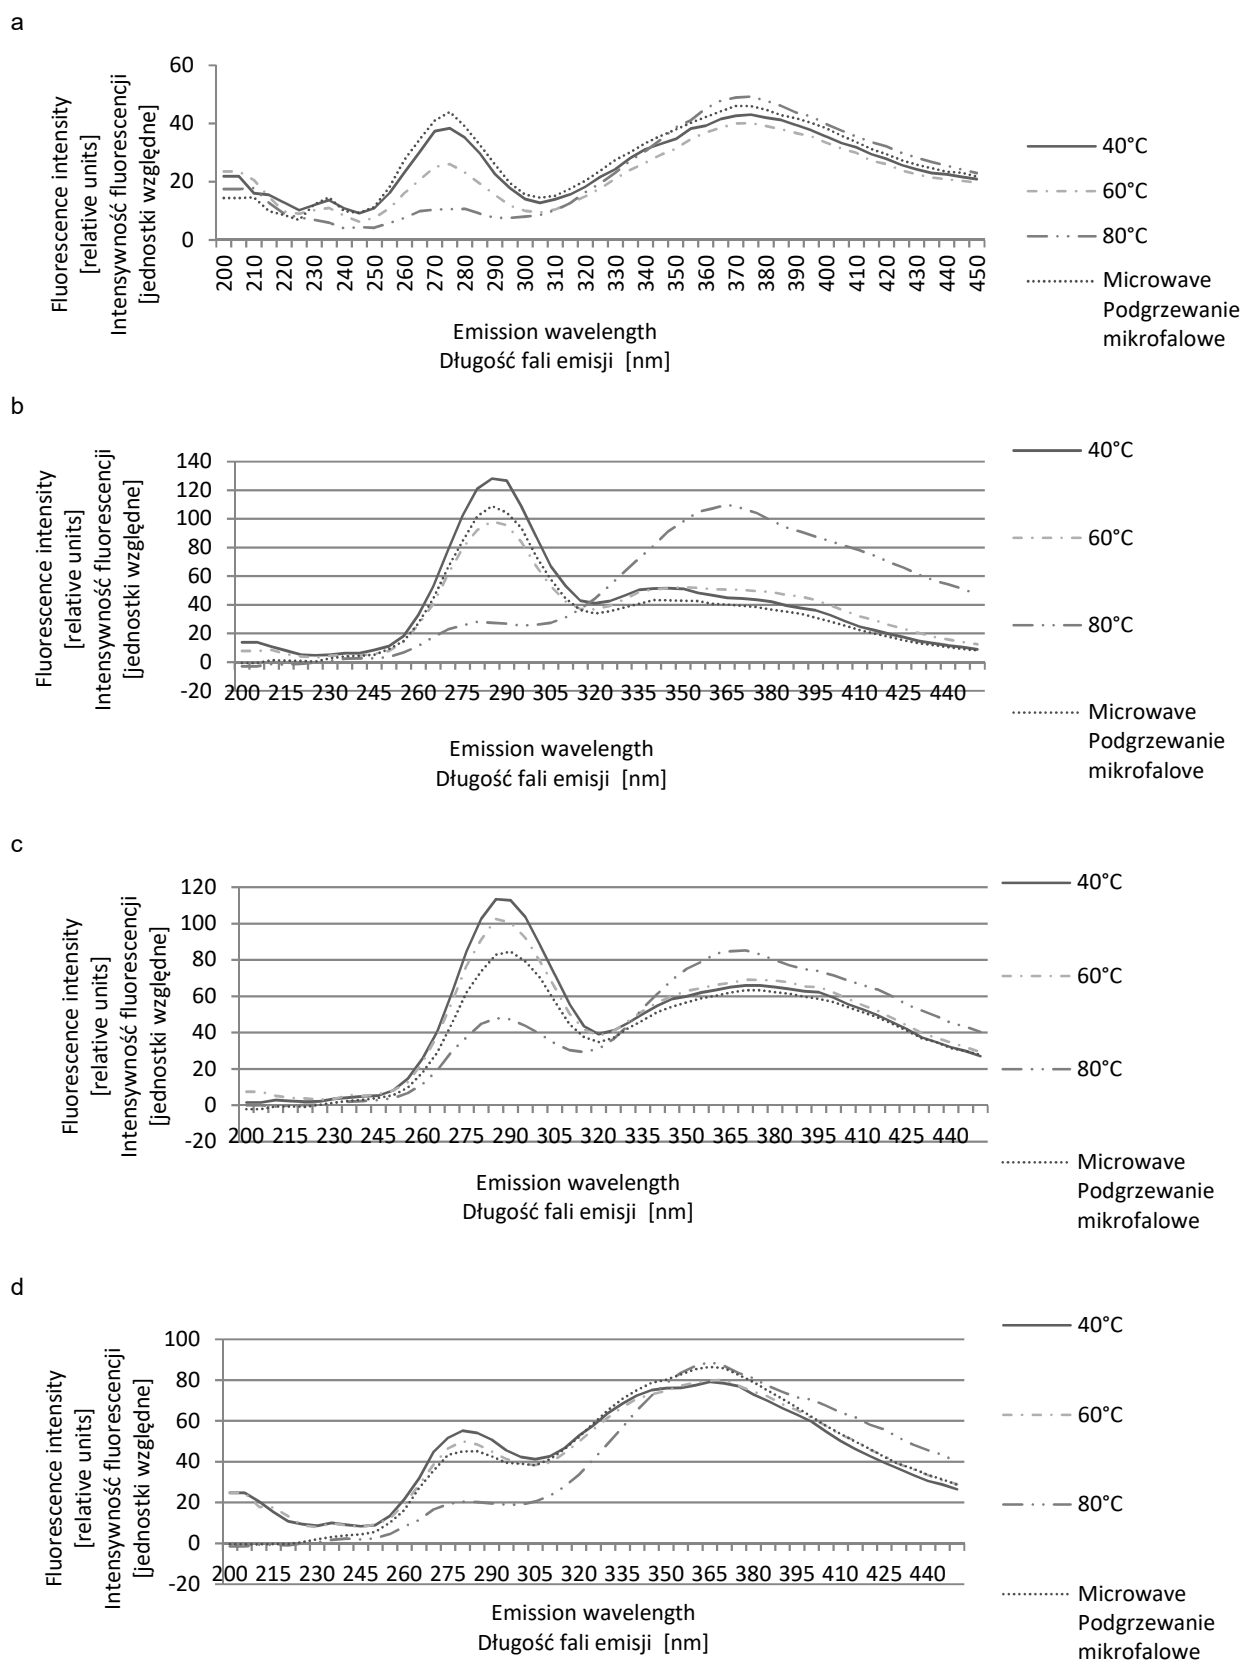 a
Fluorescence intensity
[relative units]
Intensywność fluorescencji
[jednostki względne]
60
40
20
0
200 210 220 230 240 250 260 270 280 290 300 310 320 330 340 350 360 370 380 390 400 410 420 430 440 450
Emission wavelength
Długość fali emisji [nm]
40°C
60°C
80°C
Microwave
Podgrzewanie
mikrofalowe
b
Fluorescence intensity
[relative units]
Intensywność fluorescencji
[jednostki względne]
140
120
100
80
60
40
20
0
-20
200 215 230 245 260 275 290 305 320 335 350 365 380 395 410 425 440
Emission wavelength
Długość fali emisji [nm]
40°C
60°C
80°C
Microwave
Podgrzewanie
mikrofalove
c
Fluorescence intensity
[relative units]
Intensywność fluorescencji
[jednostki względne]
120
100
80
60
40
20
0
-20
200 215 230 245 260 275 290 305 320 335 350 365 380 395 410 425 440
Emission wavelength
Długość fali emisji [nm]
40°C
60°C
80°C
Microwave
Podgrzewanie
mikrofalowe
d
Fluorescence intensity
[relative units]
Intensywność fluorescencji
[jednostki względne]
100
80
60
40
20
0
-20
200 215 230 245 260 275 290 305 320 335 350 365 380 395 410 425 440
Emission wavelength
Długość fali emisji [nm]
40°C
60°C
80°C
Microwave
Podgrzewanie
mikrofalowe